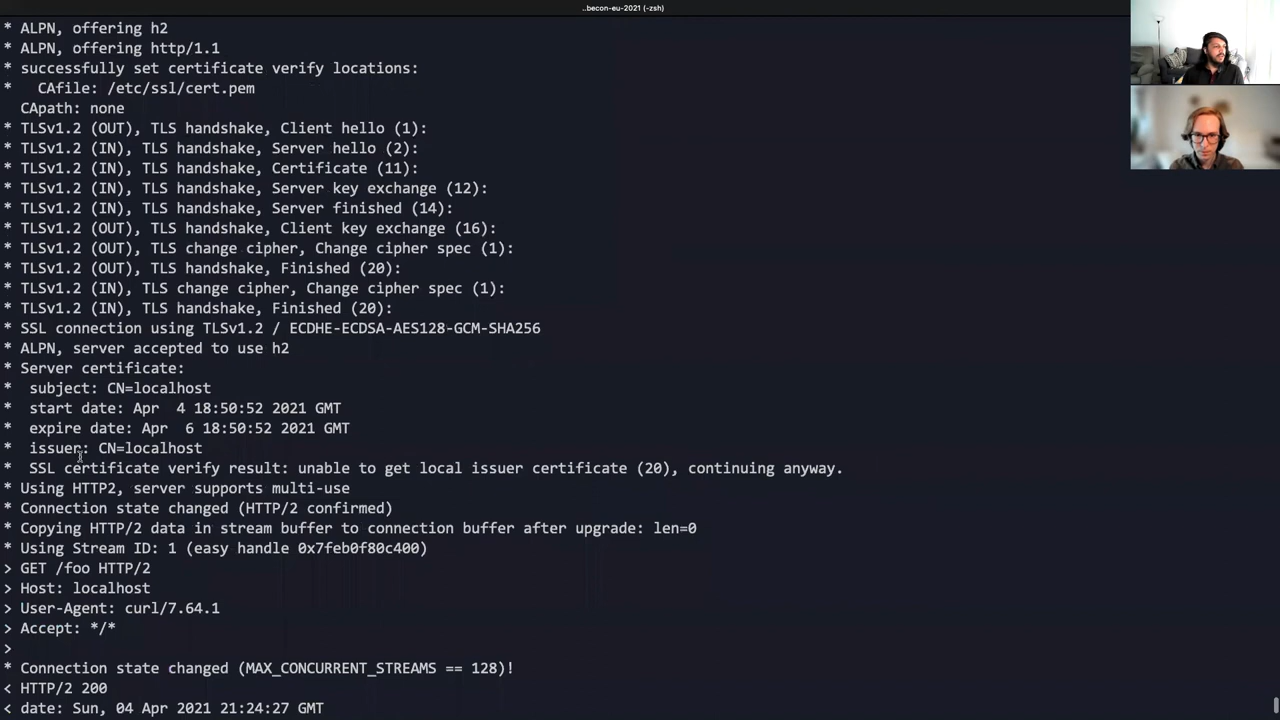 ..becon-eu-2021 (-zsh)
* ALPN, offering h2
* ALPN, offering http/1.1
* successfully set certificate verify locations:
*   CAfile: /etc/ssl/cert.pem
  CApath: none
* TLSv1.2 (OUT), TLS handshake, Client hello (1):
* TLSv1.2 (IN), TLS handshake, Server hello (2):
* TLSv1.2 (IN), TLS handshake, Certificate (11):
* TLSv1.2 (IN), TLS handshake, Server key exchange (12):
* TLSv1.2 (IN), TLS handshake, Server finished (14):
* TLSv1.2 (OUT), TLS handshake, Client key exchange (16):
* TLSv1.2 (OUT), TLS change cipher, Change cipher spec (1):
* TLSv1.2 (OUT), TLS handshake, Finished (20):
* TLSv1.2 (IN), TLS change cipher, Change cipher spec (1):
* TLSv1.2 (IN), TLS handshake, Finished (20):
* SSL connection using TLSv1.2 / ECDHE-ECDSA-AES128-GCM-SHA256
* ALPN, server accepted to use h2
* Server certificate:
*  subject: CN=localhost
*  start date: Apr  4 18:50:52 2021 GMT
*  expire date: Apr  6 18:50:52 2021 GMT
*  issuer: CN=localhost
*  SSL certificate verify result: unable to get local issuer certificate (20), continuing anyway.
* Using HTTP2, server supports multi-use
* Connection state changed (HTTP/2 confirmed)
* Copying HTTP/2 data in stream buffer to connection buffer after upgrade: len=0
* Using Stream ID: 1 (easy handle 0x7feb0f80c400)
> GET /foo HTTP/2
> Host: localhost
> User-Agent: curl/7.64.1
> Accept: */*
>
* Connection state changed (MAX_CONCURRENT_STREAMS == 128)!
< HTTP/2 200
< date: Sun, 04 Apr 2021 21:24:27 GMT